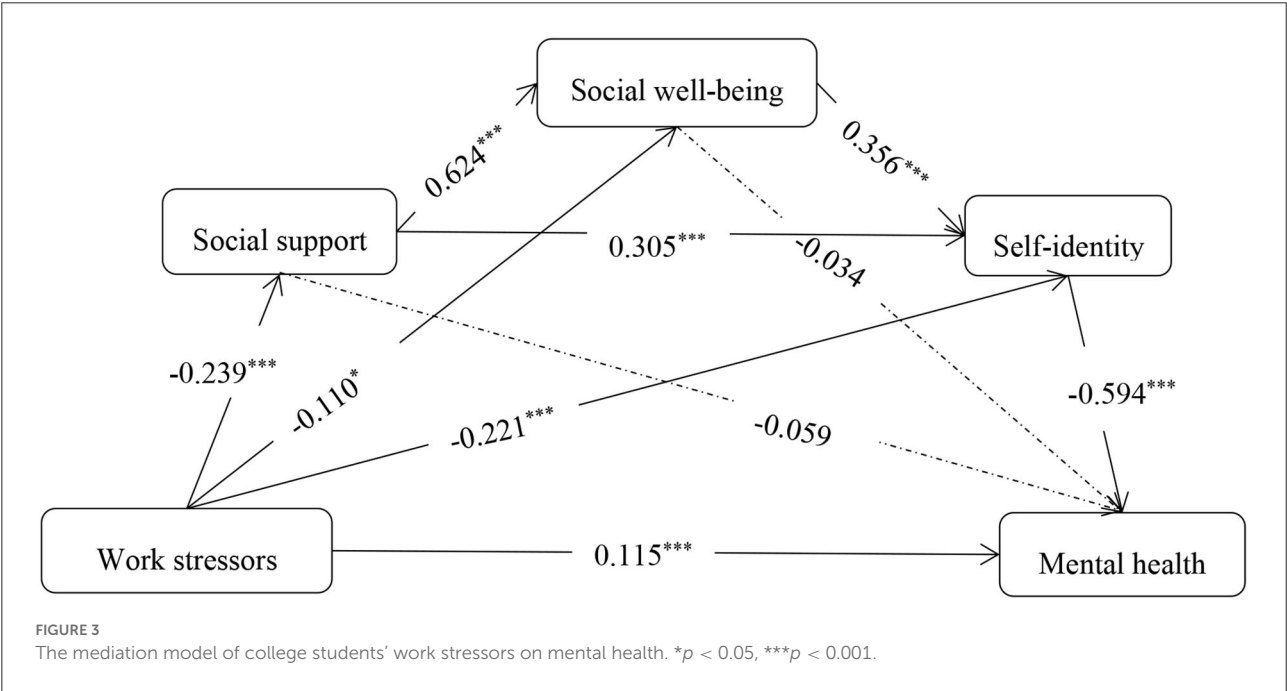 Social well-being
0.624***
0.356***
Social support
0.305***
Self-identity
-0.034
-0.239***
-0.110*
-0.221***
-0.059
-0.594***
Work stressors
0.115***
Mental health
FIGURE 3
The mediation model of college students’ work stressors on mental health. *p < 0.05, ***p < 0.001.